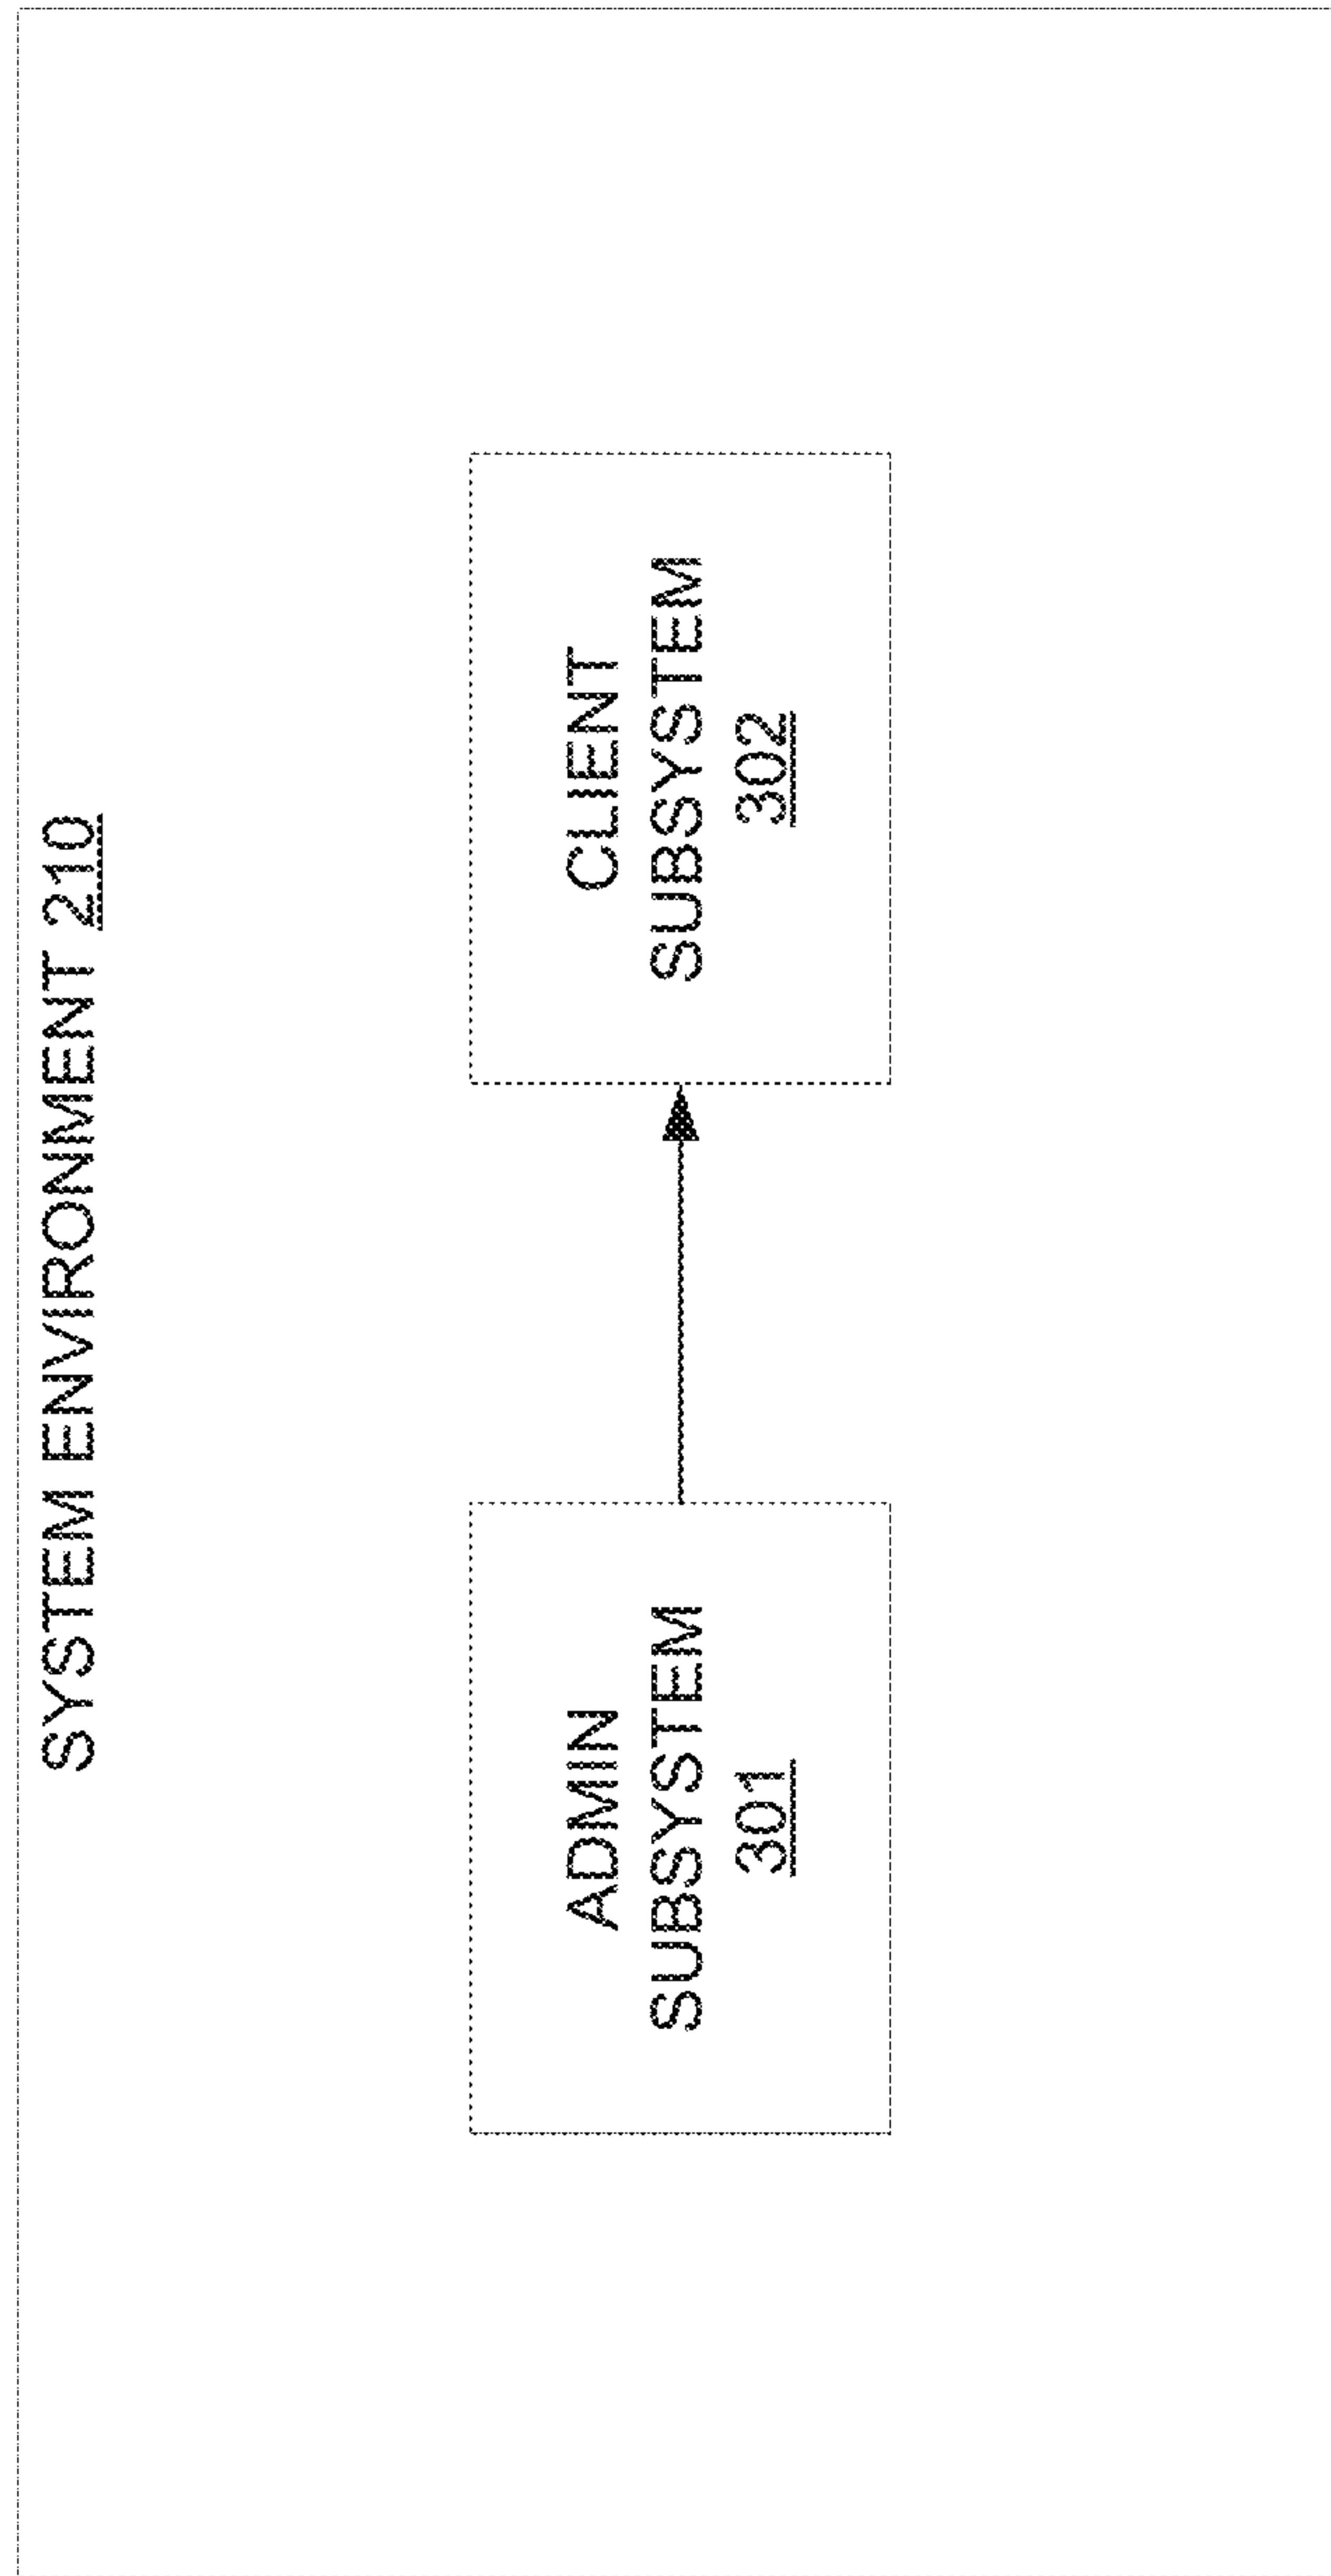 SYSTEM ENVIRONMENT 210
ADMIN
SUBSYSTEM
301
CLIENT
SUBSYSTEM
302